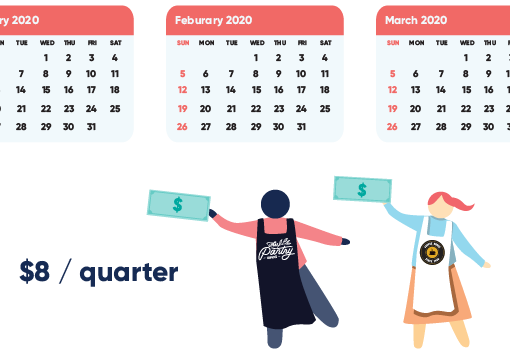 ry 2020
TUE WED THU FRI SAT
1 2 3 4
7 8 9 10 11
14 15 16 17 18
21 22 23 24 25
28 29 30 31
Feburary 2020
SUN MON TUE WED THU FRI SAT
1 2 3 4
5 6 7 8 9 10 11
12 13 14 15 16 17 18
19 20 21 22 23 24 25
26 27 28 29 30 31
March 2020
SUN MON TUE WED THU
1 2
5 6 7 8 9
12 13 14 15 16
19 20 21 22 23
26 27 28 29 30
$
$
Pantry
$8 / quarter